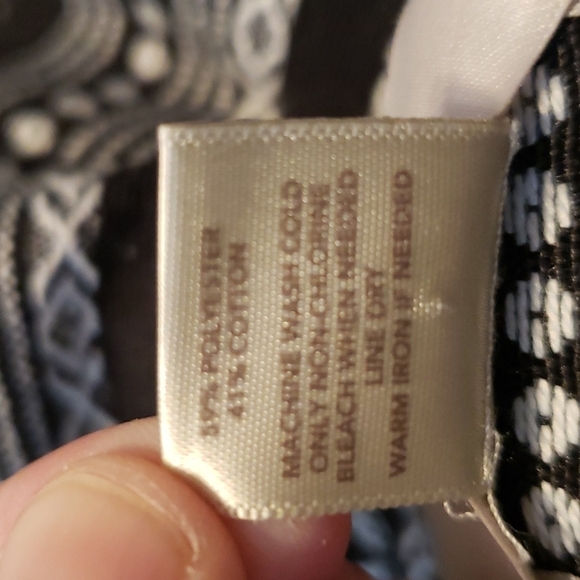 59% POLYESTER
41% COTTON
MACHINE WASH COLD
ONLY NON-CHLORINE
BLEACH WHEN NEEDED
LINE DRY
WARM IRON IF NEEDED